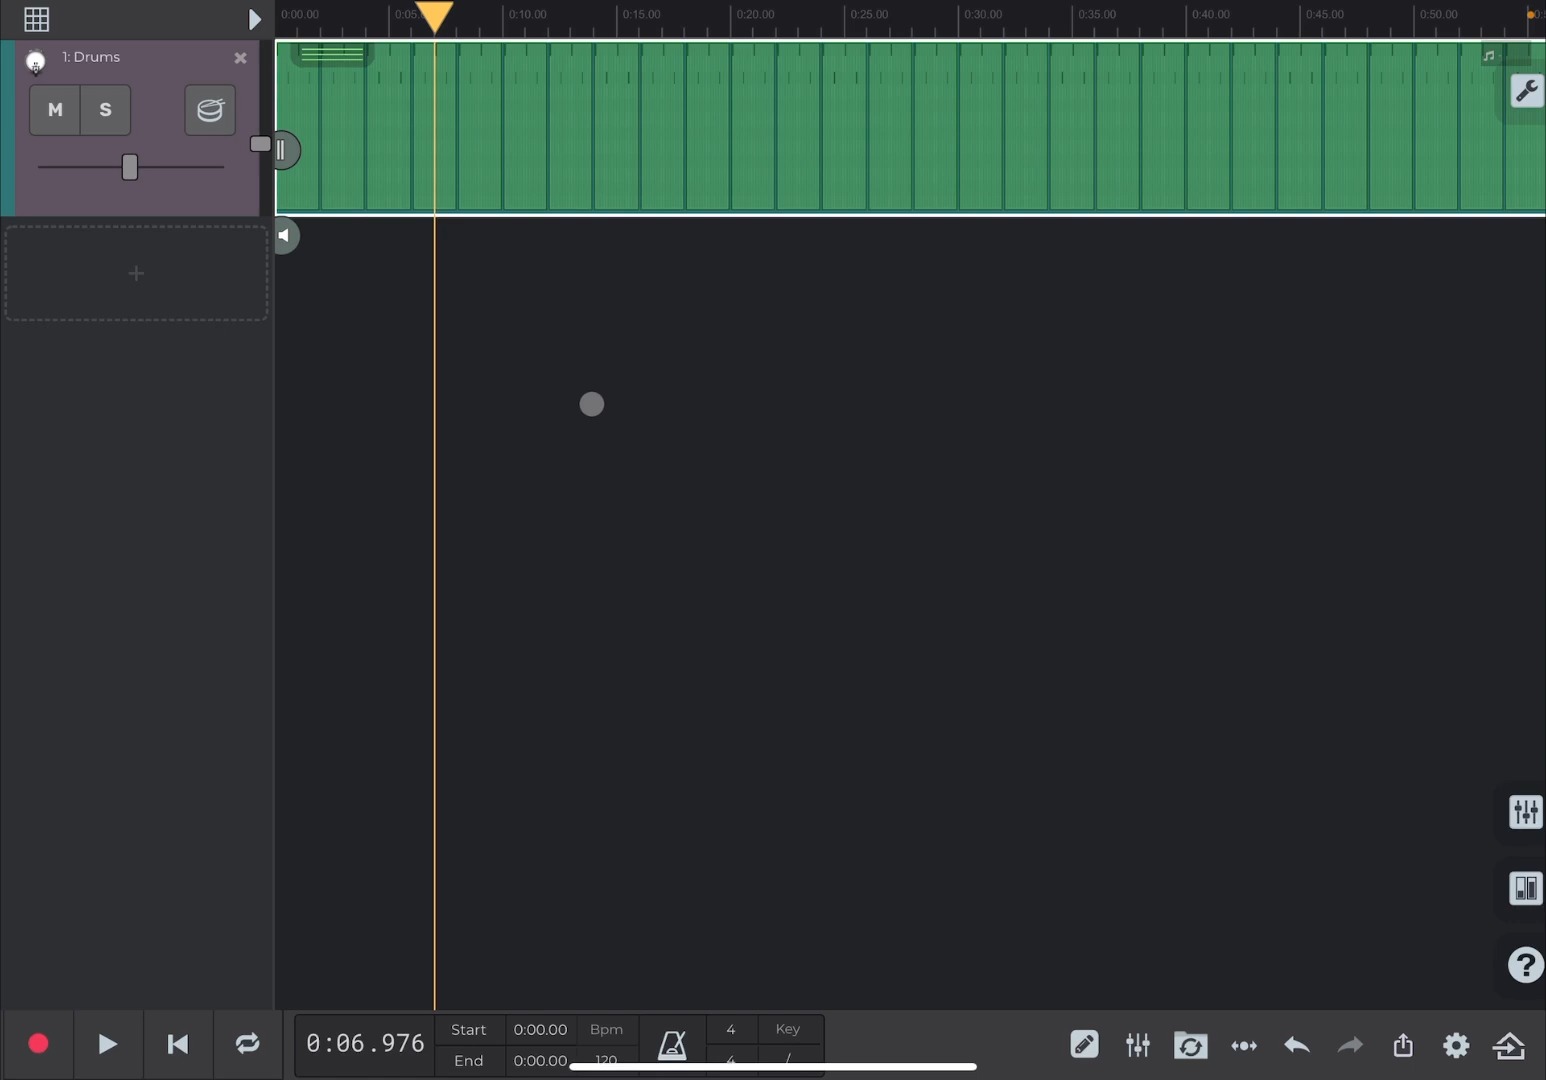 0:00.00 0:05. 0:10.00 0:15.00 0:20.00 0:25.00 0:30.00 0:35.00 0:40.00 0:45.00 0:50.00
1: Drums
M S
+
?
0:06.976
Start 0:00.00 Bpm 4 Key
End 0:00.00 120 4 /